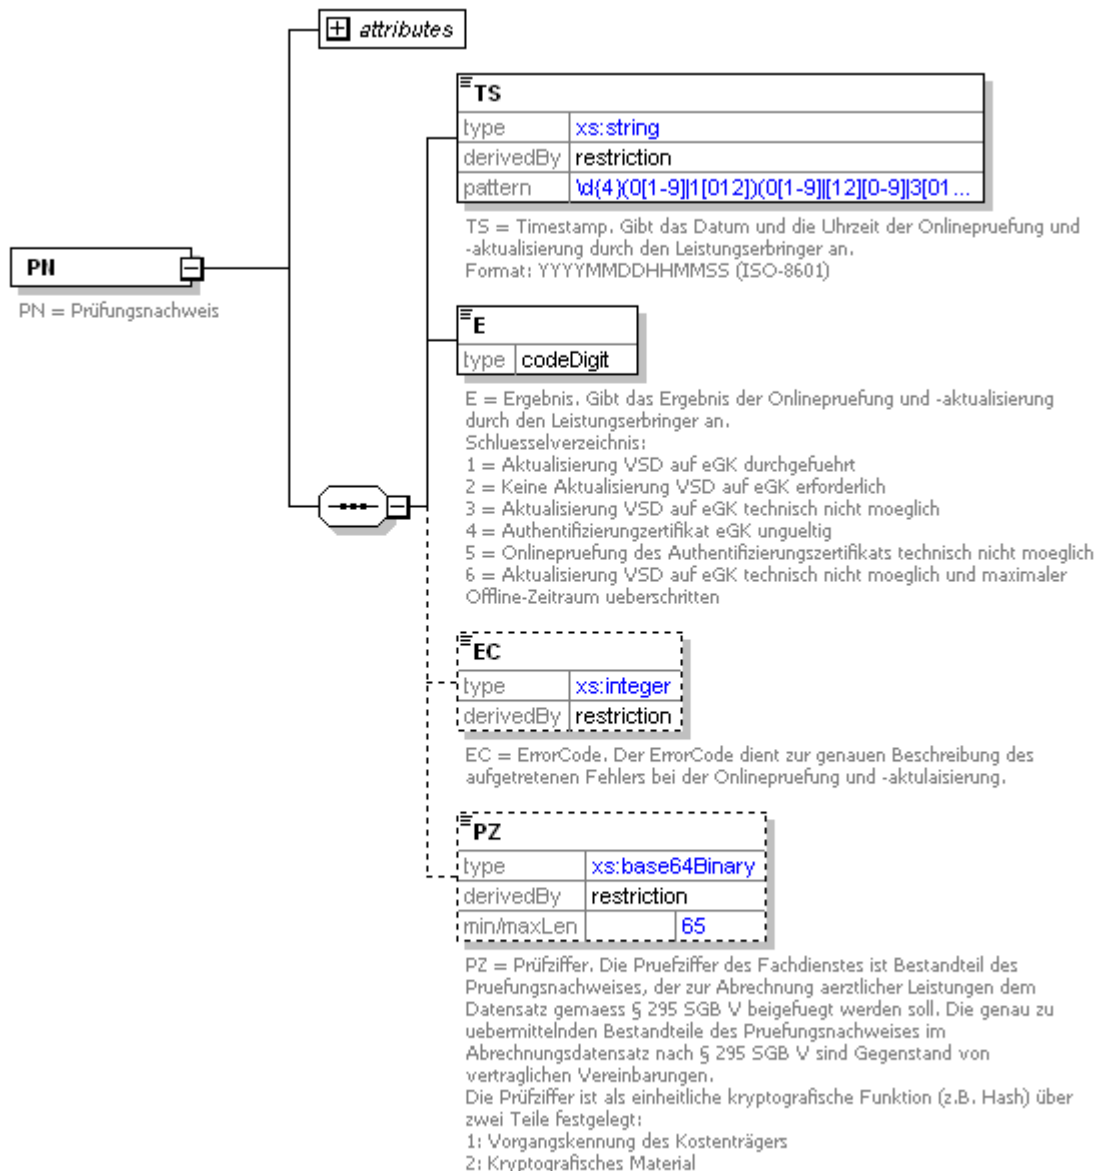 attributes
TS
type xs:string
derivedBy restriction
pattern \d{4}(0[1-9]|1[012])(0[1-9]|[12][0-9]|3[01...
TS = Timestamp. Gibt das Datum und die Uhrzeit der Onlinepruefung und
-aktualisierung durch den Leistungserbringer an.
Format: YYYYMMDDHHMMSS (ISO-8601)
PN
PN = Prüfungsnachweis
E
type codeDigit
E = Ergebnis. Gibt das Ergebnis der Onlinepruefung und -aktualisierung
durch den Leistungserbringer an.
Schluesselverzeichnis:
1 = Aktualisierung VSD auf eGK durchgefuehrt
2 = Keine Aktualisierung VSD auf eGK erforderlich
3 = Aktualisierung VSD auf eGK technisch nicht moeglich
4 = Authentifizierungzertifikat eGK ungueltig
5 = Onlinepruefung des Authentifizierungszertifikats technisch nicht moeglich
6 = Aktualisierung VSD auf eGK technisch nicht moeglich und maximaler
Offline-Zeitraum ueberschritten
EC
type xs:integer
derivedBy restriction
EC = ErrorCode. Der ErrorCode dient zur genauen Beschreibung des
aufgetretenen Fehlers bei der Onlinepruefung und -aktulaisierung.
PZ
type xs:base64Binary
derivedBy restriction
min/maxLen 65
PZ = Prüfziffer. Die Pruefziffer des Fachdienstes ist Bestandteil des
Pruefungsnachweises, der zur Abrechnung aerztlicher Leistungen dem
Datensatz gemaess § 295 SGB V beigefuegt werden soll. Die genau zu
uebermittelnden Bestandteile des Pruefungsnachweises im
Abrechnungsdatensatz nach § 295 SGB V sind Gegenstand von
vertraglichen Vereinbarungen.
Die Prüfziffer ist als einheitliche kryptografische Funktion (z.B. Hash) über
zwei Teile festgelegt:
1: Vorgangskennung des Kostenträgers
2: Kryptografisches Material